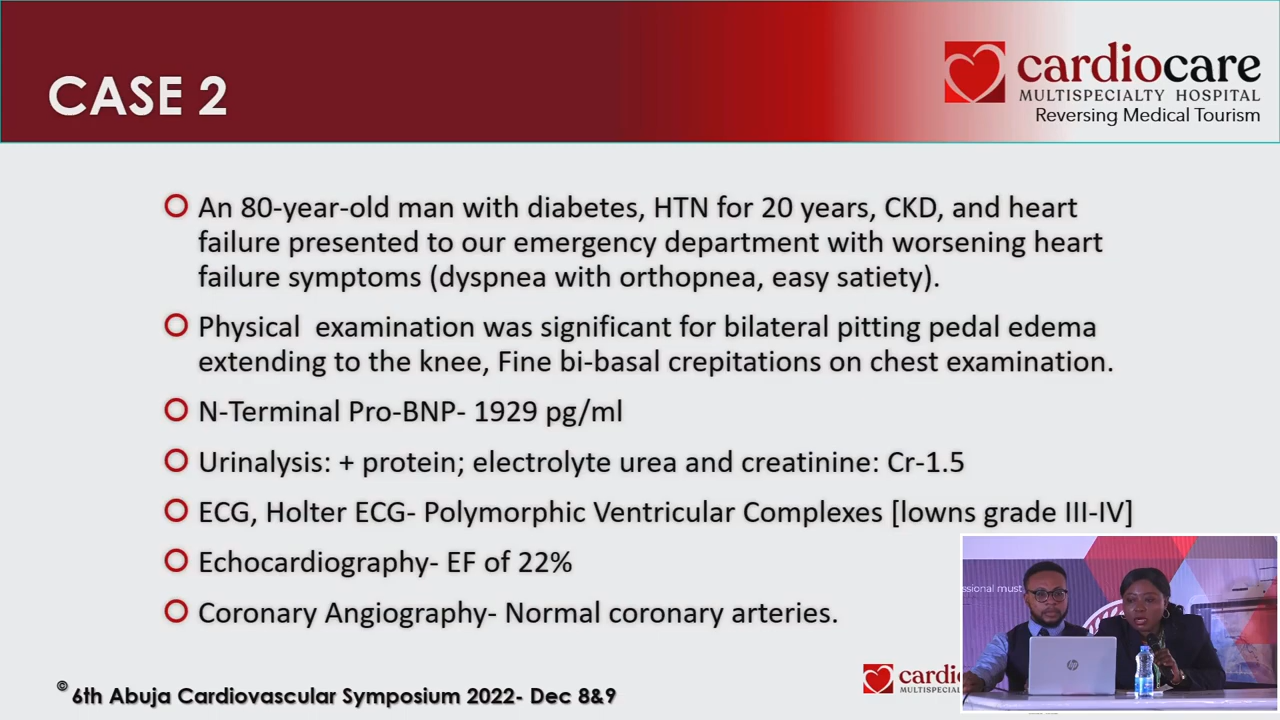 CASE 2
cardiocare
MULTISPECIALTY HOSPITAL
Reversing Medical Tourism
An 80-year-old man with diabetes, HTN for 20 years, CKD, and heart
failure presented to our emergency department with worsening heart
failure symptoms (dyspnea with orthopnea, easy satiety).
Physical examination was significant for bilateral pitting pedal edema
extending to the knee, Fine bi-basal crepitations on chest examination.
N-Terminal Pro-BNP- 1929 pg/ml
Urinalysis: + protein; electrolyte urea and creatinine: Cr-1.5
ECG, Holter ECG- Polymorphic Ventricular Complexes [lowns grade III-IV]
Echocardiography- EF of 22%
Coronary Angiography- Normal coronary arteries.
ssional must
hp
© 6th Abuja Cardiovascular Symposium 2022- Dec 8&9
cardio
MULTISPECIAL